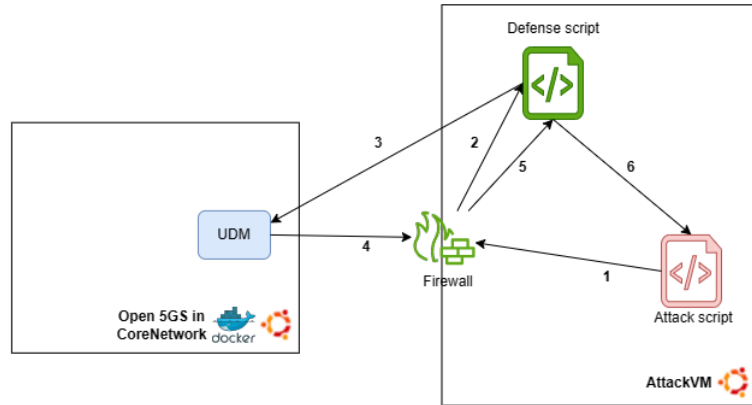 Defense script
3
2
5
6
UDM
4
Firewall
1
Attack script
Open 5GS in
CoreNetwork
docker
AttackVM